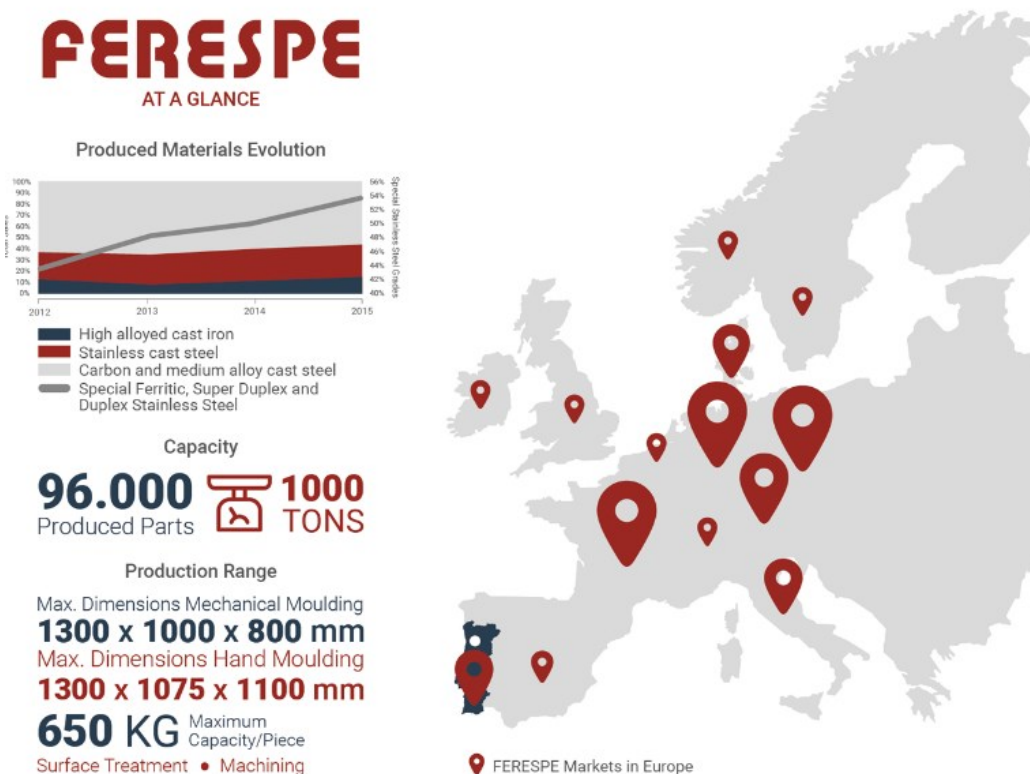 FERESPE
AT A GLANCE
Produced Materials Evolution
100%
90%
80%
70%
60%
50%
40%
30%
20%
10%
0%
56%
54%
52%
50%
48%
46%
44%
42%
40%
Special Stainless Steel Grades
2012
2013
2014
2015
High alloyed cast iron
Stainless cast steel
Carbon and medium alloy cast steel
Special Ferritic, Super Duplex and
Duplex Stainless Steel
Capacity
96.000
Produced Parts
1000
TONS
Production Range
Max. Dimensions Mechanical Moulding
1300 x 1000 x 800 mm
Max. Dimensions Hand Moulding
1300 x 1075 x 1100 mm
650 KG Maximum
Capacity/Piece
Surface Treatment • Machining
FERESPE Markets in Europe